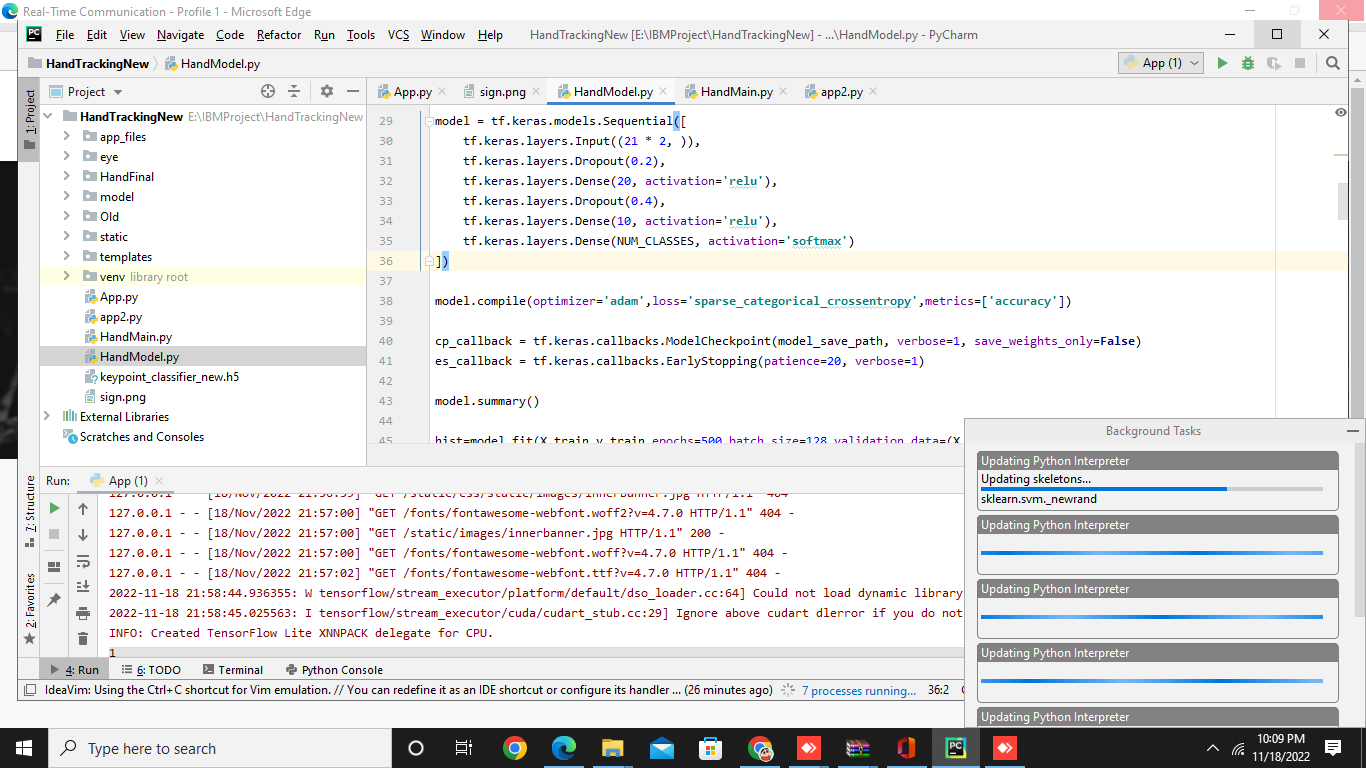 Real-Time Communication - Profile 1 - Microsoft Edge
File Edit View Navigate Code Refactor Run Tools VCS Window Help HandTrackingNew [E:\IBMProject\HandTrackingNew] - ...\HandModel.py - PyCharm
HandTrackingNew HandModel.py App (1)
1: Project
Project
App.py sign.png HandModel.py HandMain.py app2.py
HandTrackingNew E:\IBMProject\HandTrackingNew
app_files
eye
HandFinal
model
Old
static
templates
venv library root
App.py
app2.py
HandMain.py
HandModel.py
keypoint_classifier_new.h5
sign.png
External Libraries
Scratches and Consoles
29 model = tf.keras.models.Sequential([
30 tf.keras.layers.Input((21 * 2, )),
31 tf.keras.layers.Dropout(0.2),
32 tf.keras.layers.Dense(20, activation='relu'),
33 tf.keras.layers.Dropout(0.4),
34 tf.keras.layers.Dense(10, activation='relu'),
35 tf.keras.layers.Dense(NUM_CLASSES, activation='softmax')
36 ])
37
38 model.compile(optimizer='adam',loss='sparse_categorical_crossentropy',metrics=['accuracy'])
39
40 cp_callback = tf.keras.callbacks.ModelCheckpoint(model_save_path, verbose=1, save_weights_only=False)
41 es_callback = tf.keras.callbacks.EarlyStopping(patience=20, verbose=1)
42
43 model.summary()
44
45 hist=model.fit(X_train,y_train,epochs=500,batch_size=128,validation_data=(X
Background Tasks
Updating Python Interpreter
Updating skeletons...
sklearn.svm._newrand
Updating Python Interpreter
Updating Python Interpreter
Updating Python Interpreter
Updating Python Interpreter
7: Structure
2: Favorites
Run: App (1)
127.0.0.1 - - [18/Nov/2022 21:56:59] "GET /static/css/static/images/innerbanner.jpg HTTP/1.1" 404 -
127.0.0.1 - - [18/Nov/2022 21:57:00] "GET /fonts/fontawesome-webfont.woff2?v=4.7.0 HTTP/1.1" 404 -
127.0.0.1 - - [18/Nov/2022 21:57:00] "GET /static/images/innerbanner.jpg HTTP/1.1" 200 -
127.0.0.1 - - [18/Nov/2022 21:57:00] "GET /fonts/fontawesome-webfont.woff?v=4.7.0 HTTP/1.1" 404 -
127.0.0.1 - - [18/Nov/2022 21:57:02] "GET /fonts/fontawesome-webfont.ttf?v=4.7.0 HTTP/1.1" 404 -
2022-11-18 21:58:44.936355: W tensorflow/stream_executor/platform/default/dso_loader.cc:64] Could not load dynamic library
2022-11-18 21:58:45.025563: I tensorflow/stream_executor/cuda/cudart_stub.cc:29] Ignore above cudart dlerror if you do not
INFO: Created TensorFlow Lite XNNPACK delegate for CPU.
1
4: Run 6: TODO Terminal Python Console
IdeaVim: Using the Ctrl+C shortcut for Vim emulation. // You can redefine it as an IDE shortcut or configure its handler ... (26 minutes ago) 7 processes running... 36:2
Type here to search
10:09 PM
11/18/2022